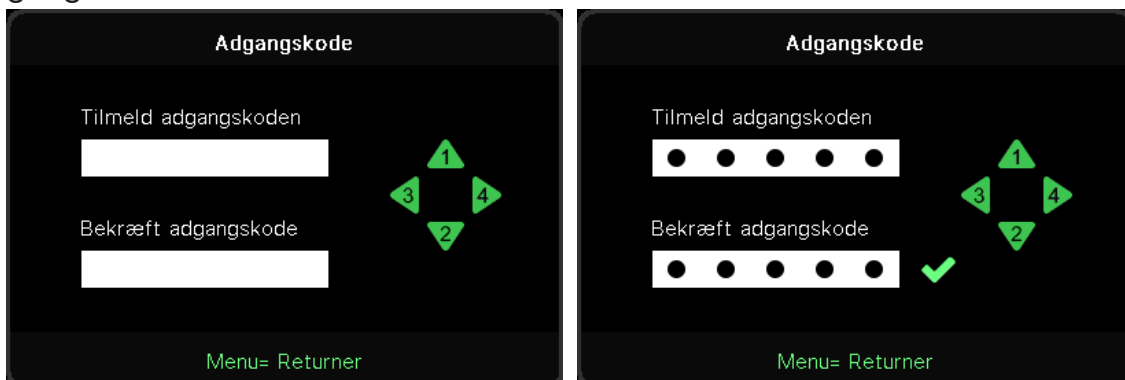 Adgangskode
Tilmeld adgangskoden
1
3
4
Bekræft adgangskode
2
Menu= Returner
Adgangskode
Tilmeld adgangskoden
1
3
4
Bekræft adgangskode
2
Menu= Returner